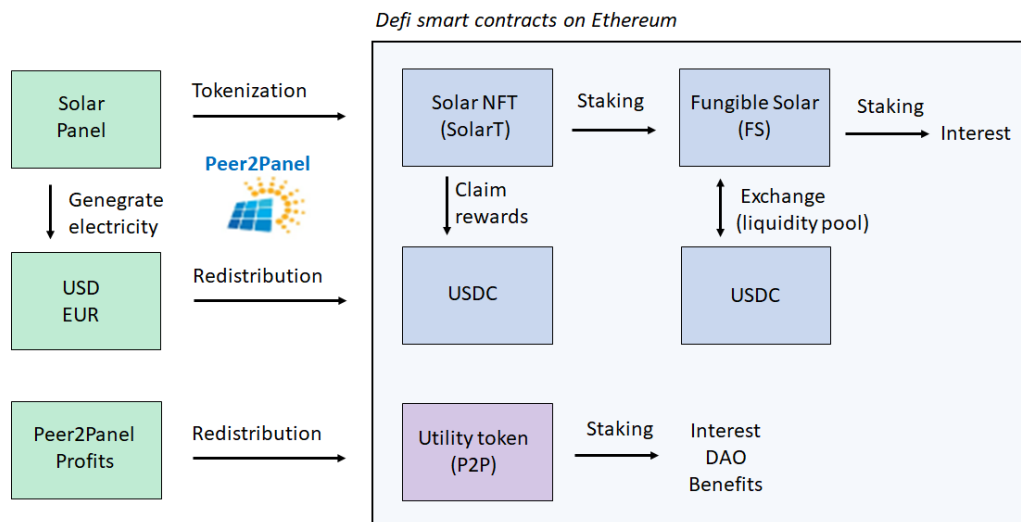 Defi smart contracts on Ethereum
Solar
Panel
Tokenization
Solar NFT
(SolarT)
Staking
Fungible Solar
(FS)
Staking
Interest
Peer2Panel
Genegrate
electricity
Claim
rewards
Exchange
(liquidity pool)
USD
EUR
Redistribution
USDC
USDC
Peer2Panel
Profits
Redistribution
Utility token
(P2P)
Staking
Interest
DAO
Benefits